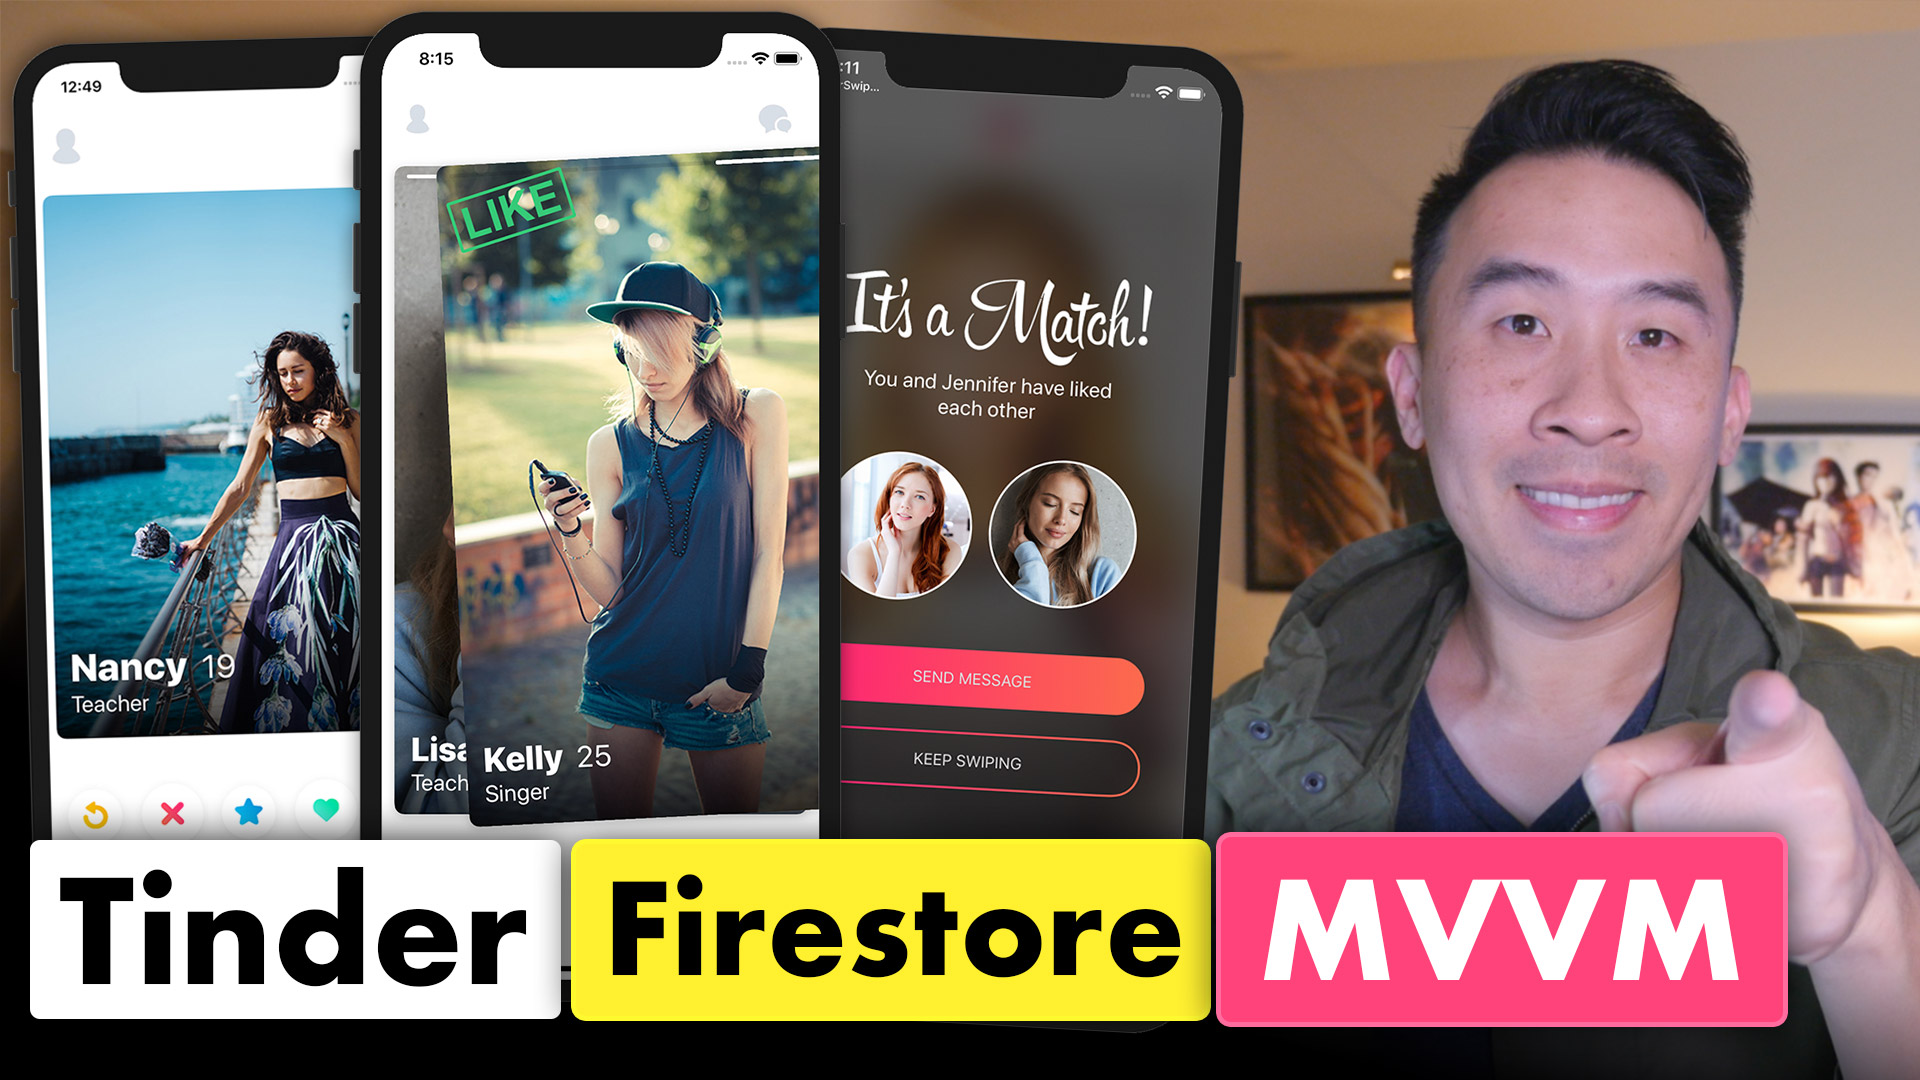 12:49
Nancy 19
Teacher
8:15
LIKE
Lisa
Teach
Kelly 25
Singer
:11
rSwip...
It's a Match!
You and Jennifer have liked
each other
SEND MESSAGE
KEEP SWIPING
Tinder
Firestore
MVVM